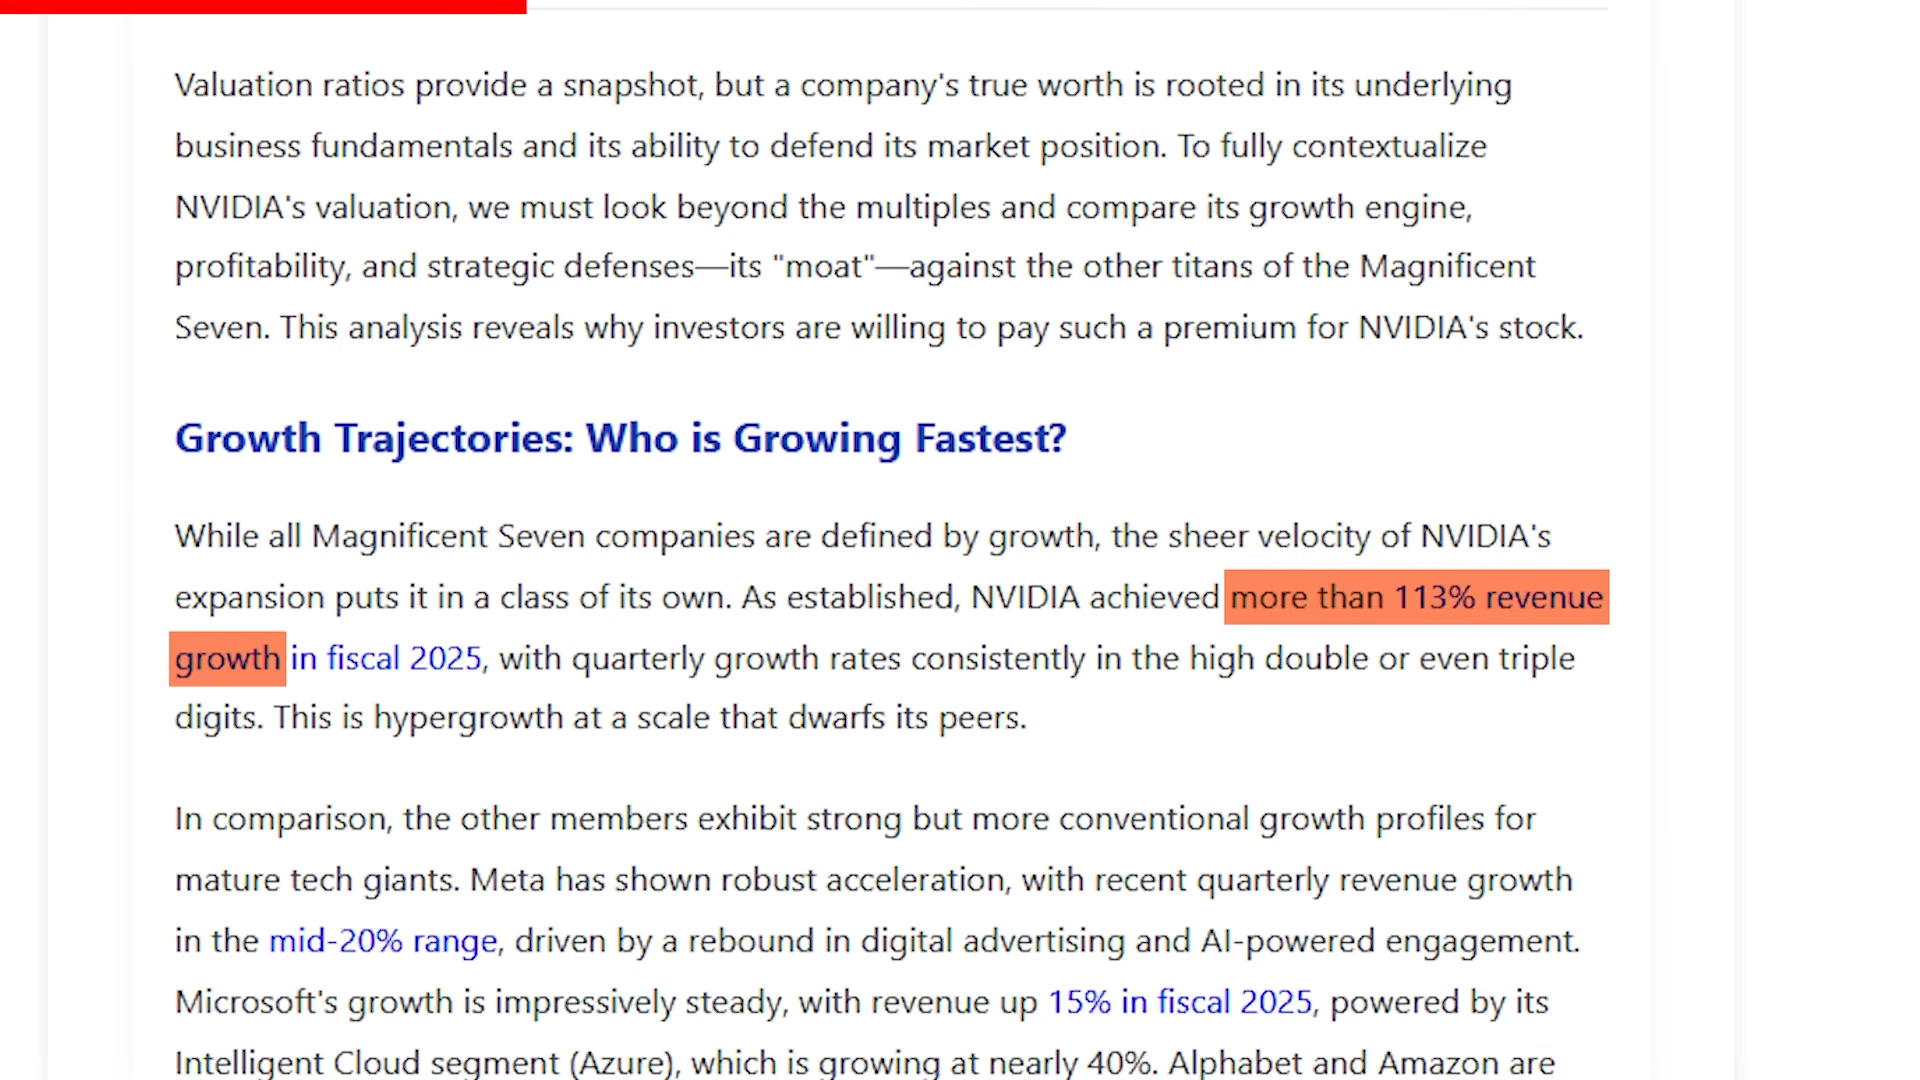 Valuation ratios provide a snapshot, but a company's true worth is rooted in its underlying
business fundamentals and its ability to defend its market position. To fully contextualize
NVIDIA's valuation, we must look beyond the multiples and compare its growth engine,
profitability, and strategic defenses—its "moat"—against the other titans of the Magnificent
Seven. This analysis reveals why investors are willing to pay such a premium for NVIDIA's stock.
Growth Trajectories: Who is Growing Fastest?
While all Magnificent Seven companies are defined by growth, the sheer velocity of NVIDIA's
expansion puts it in a class of its own. As established, NVIDIA achieved more than 113% revenue
growth in fiscal 2025, with quarterly growth rates consistently in the high double or even triple
digits. This is hypergrowth at a scale that dwarfs its peers.
In comparison, the other members exhibit strong but more conventional growth profiles for
mature tech giants. Meta has shown robust acceleration, with recent quarterly revenue growth
in the mid-20% range, driven by a rebound in digital advertising and AI-powered engagement.
Microsoft's growth is impressively steady, with revenue up 15% in fiscal 2025, powered by its
Intelligent Cloud segment (Azure), which is growing at nearly 40%. Alphabet and Amazon are